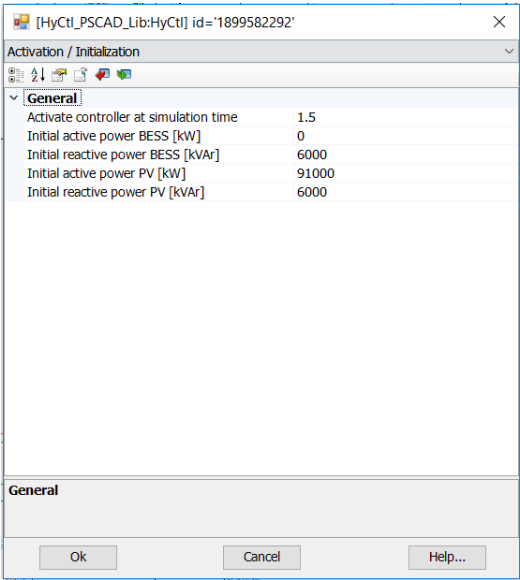 [HyCtl_PSCAD_Lib:HyCtl] id='1899582292'
Activation / Initialization
General
Activate controller at simulation time 1.5
Initial active power BESS [kW] 0
Initial reactive power BESS [kVAr] 6000
Initial active power PV [kW] 91000
Initial reactive power PV [kVAr] 6000
General
Ok Cancel Help...